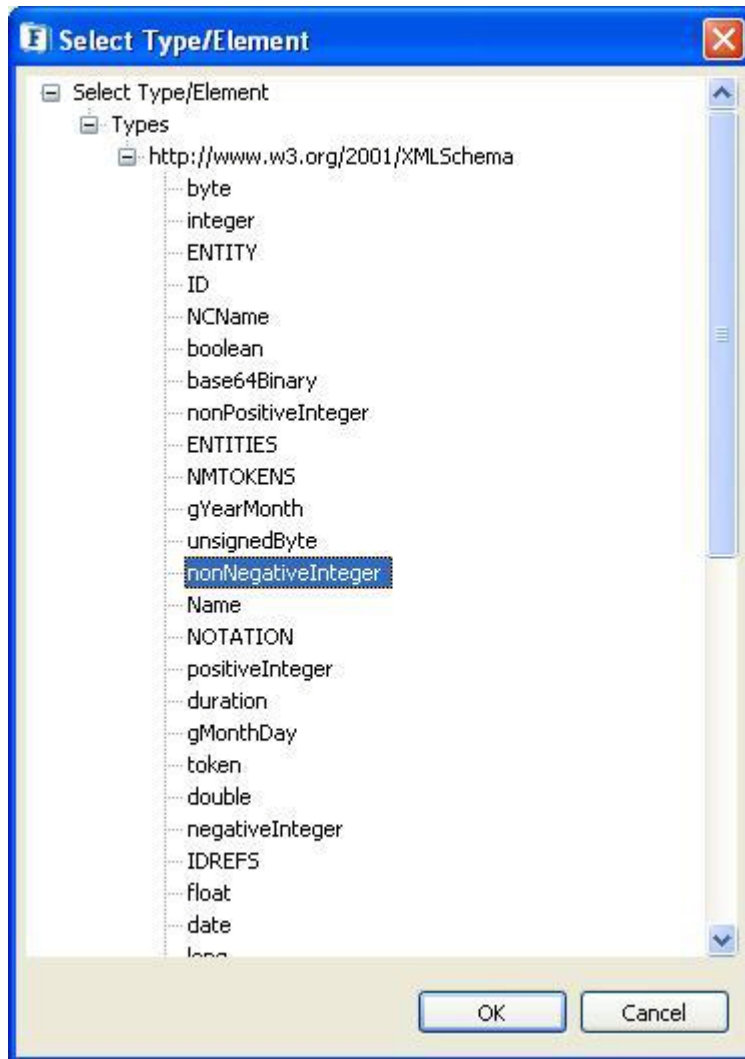 Select Type/Element
Select Type/Element
Types
http://www.w3.org/2001/XMLSchema
byte
integer
ENTITY
ID
NCName
boolean
base64Binary
nonPositiveInteger
ENTITIES
NMTOKENS
gYearMonth
unsignedByte
nonNegativeInteger
Name
NOTATION
positiveInteger
duration
gMonthDay
token
double
negativeInteger
IDREFS
float
date
long
OK Cancel